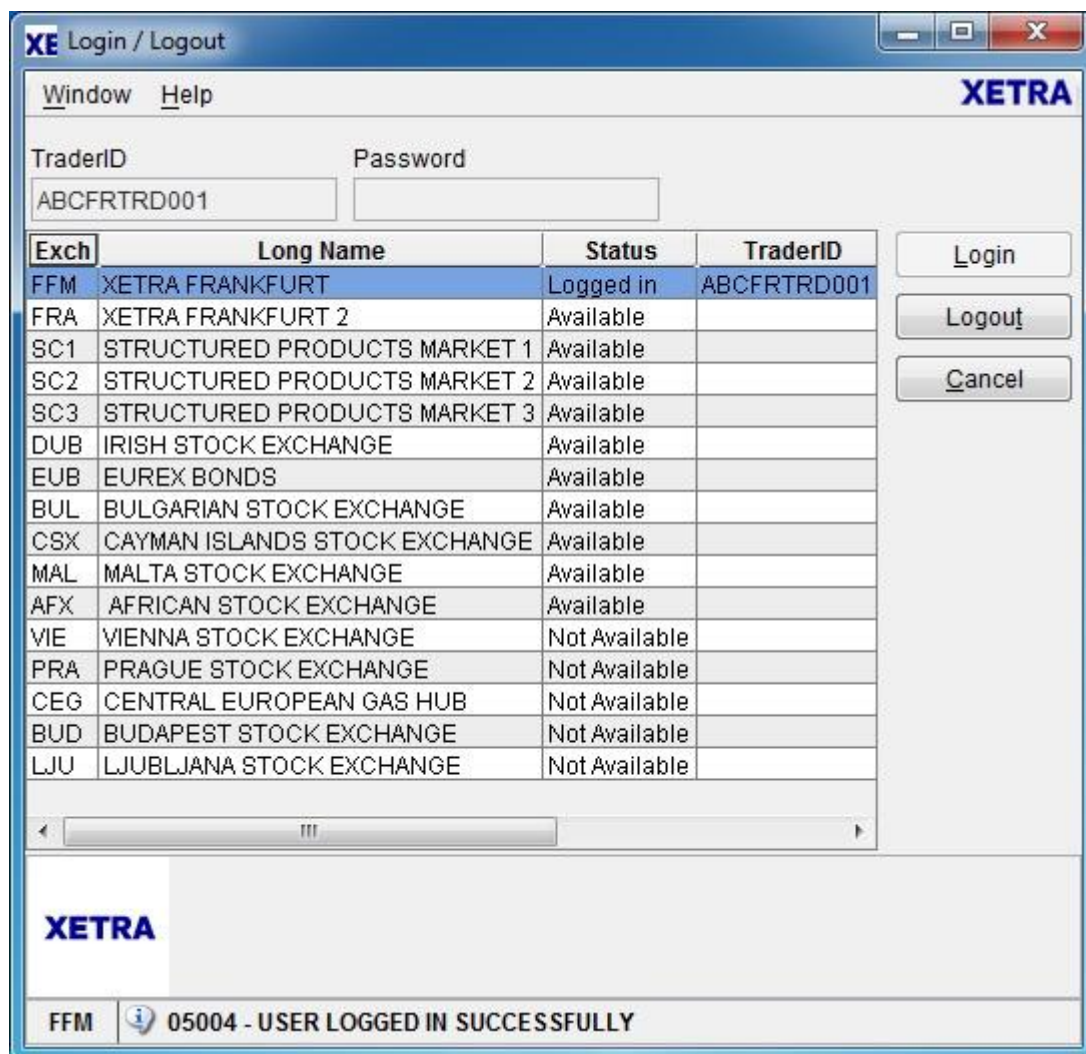 XE Login / Logout
Window Help XETRA
TraderID Password
ABCFRTRD001
Exch Long Name Status TraderID
FFM XETRA FRANKFURT Logged in ABCFRTRD001
FRA XETRA FRANKFURT 2 Available
SC1 STRUCTURED PRODUCTS MARKET 1 Available
SC2 STRUCTURED PRODUCTS MARKET 2 Available
SC3 STRUCTURED PRODUCTS MARKET 3 Available
DUB IRISH STOCK EXCHANGE Available
EUB EUREX BONDS Available
BUL BULGARIAN STOCK EXCHANGE Available
CSX CAYMAN ISLANDS STOCK EXCHANGE Available
MAL MALTA STOCK EXCHANGE Available
AFX AFRICAN STOCK EXCHANGE Available
VIE VIENNA STOCK EXCHANGE Not Available
PRA PRAGUE STOCK EXCHANGE Not Available
CEG CENTRAL EUROPEAN GAS HUB Not Available
BUD BUDAPEST STOCK EXCHANGE Not Available
LJU LJUBLJANA STOCK EXCHANGE Not Available
Login
Logout
Cancel
XETRA
FFM 05004 - USER LOGGED IN SUCCESSFULLY